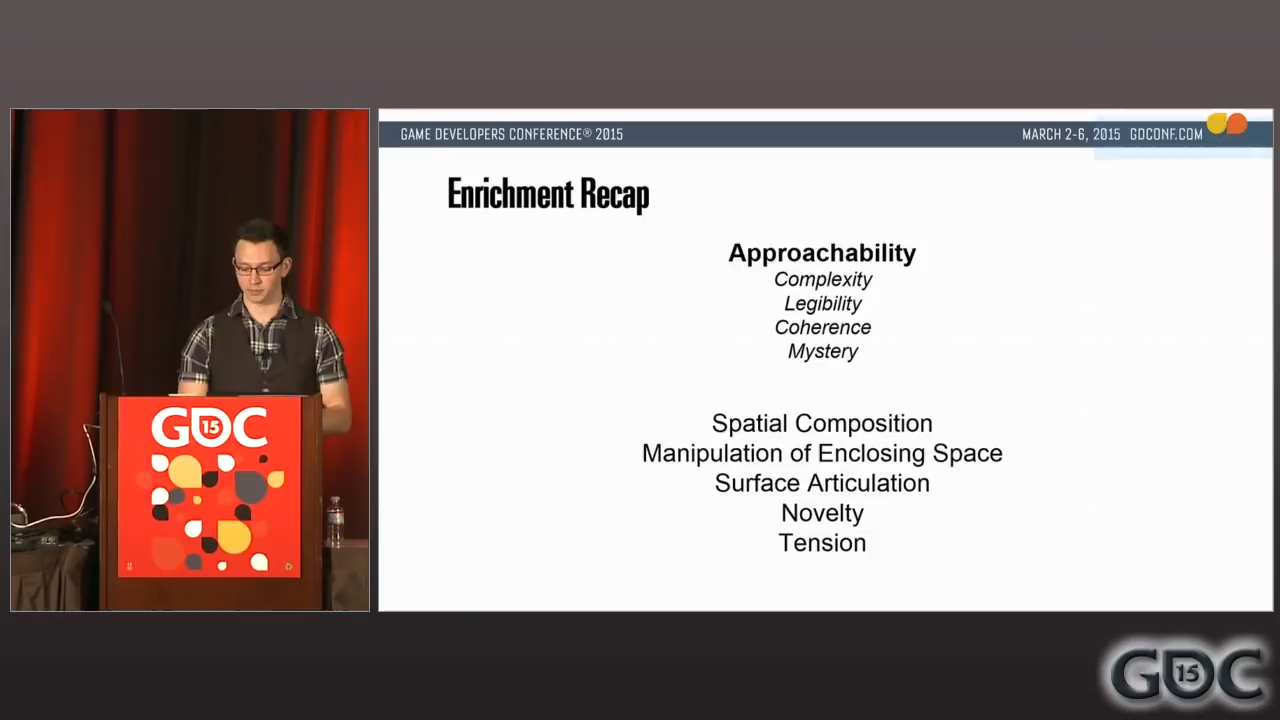 GAME DEVELOPERS CONFERENCE® 2015
MARCH 2-6, 2015 GDCONF.COM
Enrichment Recap
Approachability
Complexity
Legibility
Coherence
Mystery
Spatial Composition
Manipulation of Enclosing Space
Surface Articulation
Novelty
Tension
GDC 15
GDC 15